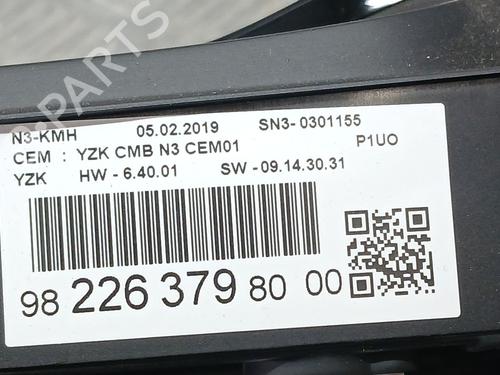 B-PARTS
N3-KMH 05.02.2019 SN3- 0301155
CEM : YZK CMB N3 CEM01 P1UO
YZK HW - 6.40.01 SW - 09.14.30.31
98 226 379 80 00